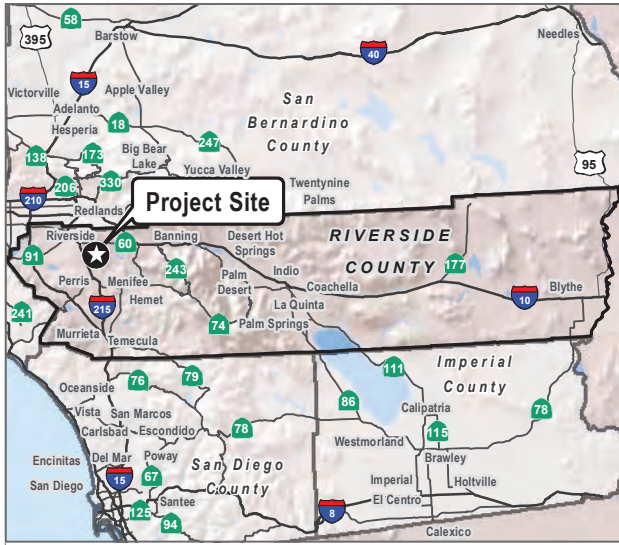 58
395
Barstow
Needles
40
15
Victorville
Apple Valley
San
Bernardino
County
Adelanto
18
Hesperia
247
138
173
Big Bear
Lake
Yucca Valley
95
206
330
Twentynine
Palms
210
Redlands
Project Site
Riverside
60
Banning
Desert Hot
Springs
RIVERSIDE
COUNTY
91
243
177
Perris
Menifee
Palm
Desert
Indio
Coachella
Blythe
Hemet
10
241
215
La Quinta
74
Palm Springs
Murrieta
Temecula
Imperial
County
79
111
76
Oceanside
86
78
Vista
San Marcos
Calipatria
Carlsbad
Escondido
78
115
Westmorland
Brawley
Encinitas
Del Mar
Poway
San Diego
County
San Diego
15
67
Imperial
Holtville
El Centro
Santee
125
94
8
Calexico